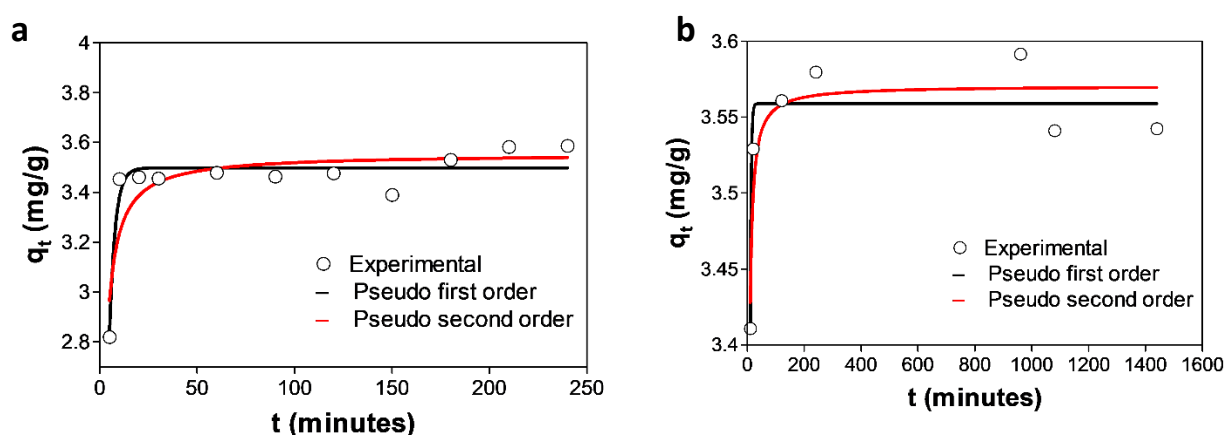 a
4
3.8
3.6
3.4
3.2
3
2.8
0 50 100 150 200 250
qt (mg/g)
t (minutes)
Experimental
Pseudo first order
Pseudo second order
b
3.6
3.55
3.5
3.45
3.4
0 200 400 600 800 1000 1200 1400 1600
qt (mg/g)
t (minutes)
Experimental
Pseudo first order
Pseudo second order